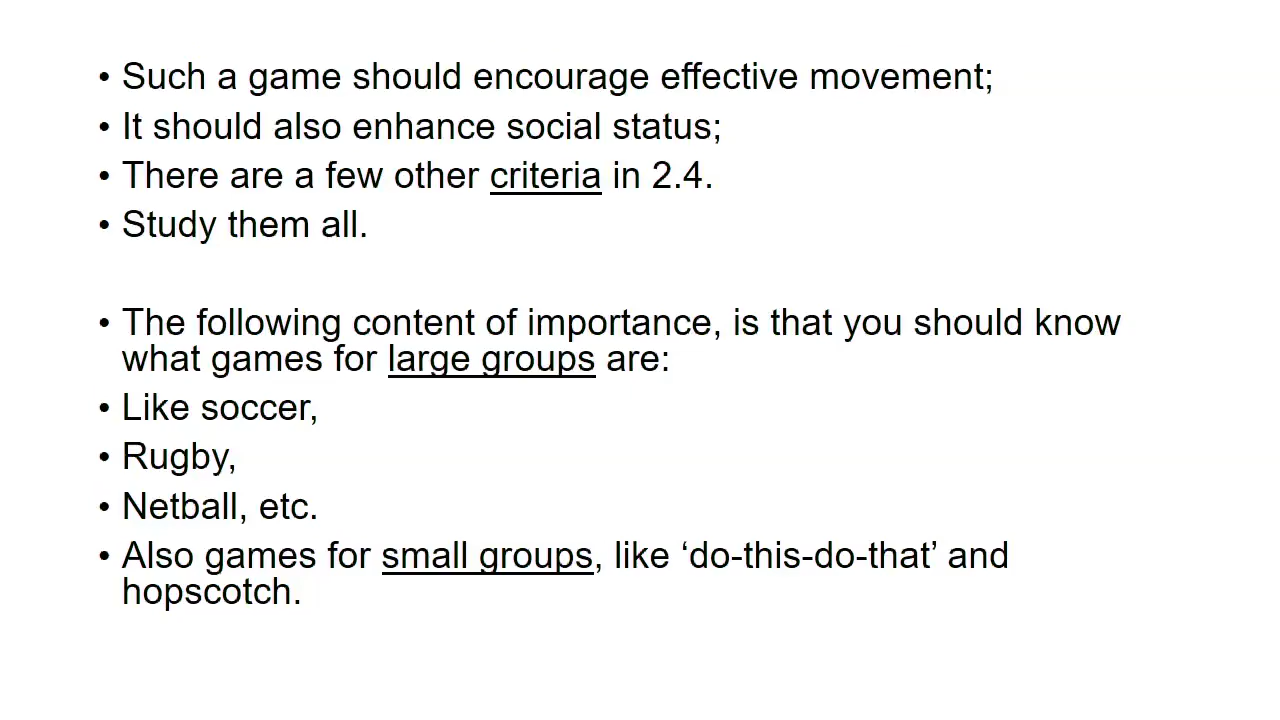 • Such a game should encourage effective movement;
• It should also enhance social status;
• There are a few other criteria in 2.4.
• Study them all.
• The following content of importance, is that you should know
what games for large groups are:
• Like soccer,
• Rugby,
• Netball, etc.
• Also games for small groups, like ‘do-this-do-that’ and
hopscotch.